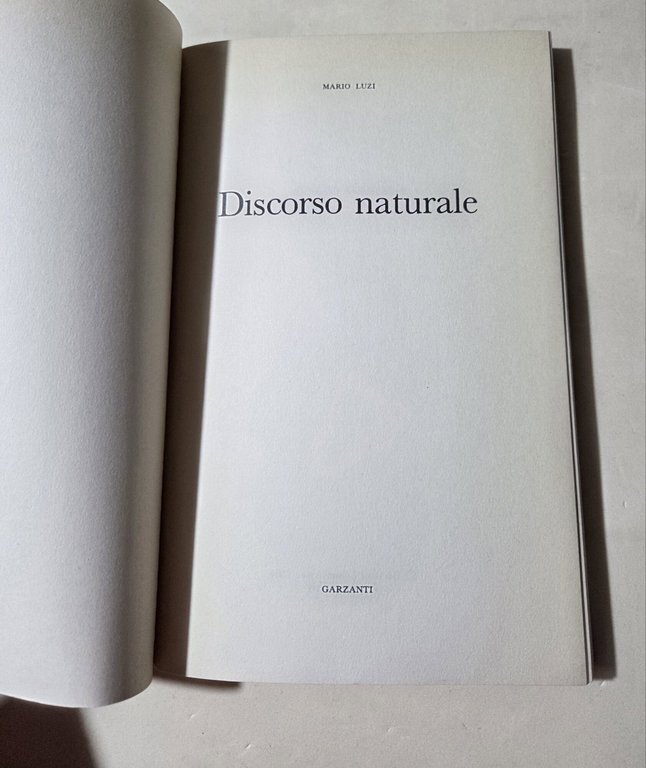 MARIO LUZI
Discorso naturale
GARZANTI